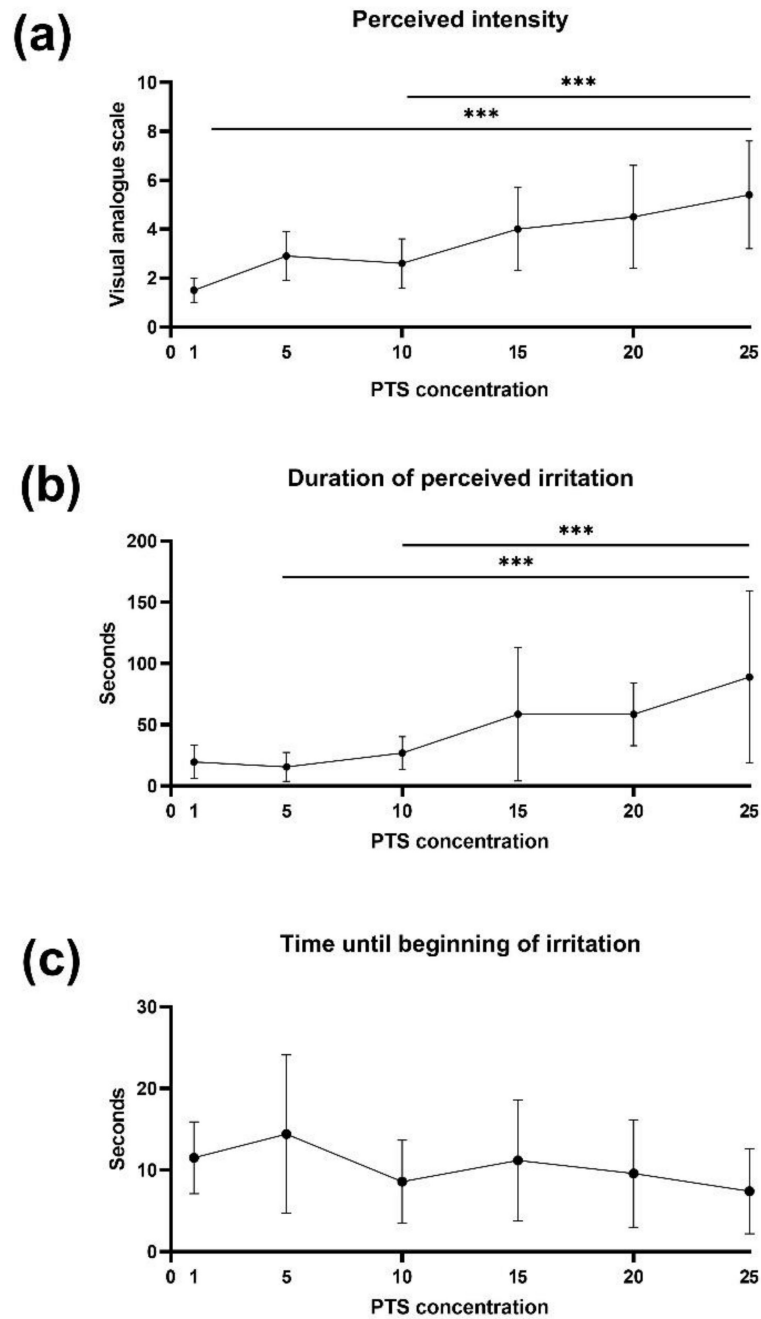 (a)
Perceived intensity
***
***
Visual analogue scale
10
8
6
4
2
0
0 1 5 10 15 20 25
PTS concentration
(b)
Duration of perceived irritation
***
***
Seconds
200
150
100
50
0
0 1 5 10 15 20 25
PTS concentration
(c)
Time until beginning of irritation
Seconds
30
20
10
0
0 1 5 10 15 20 25
PTS concentration